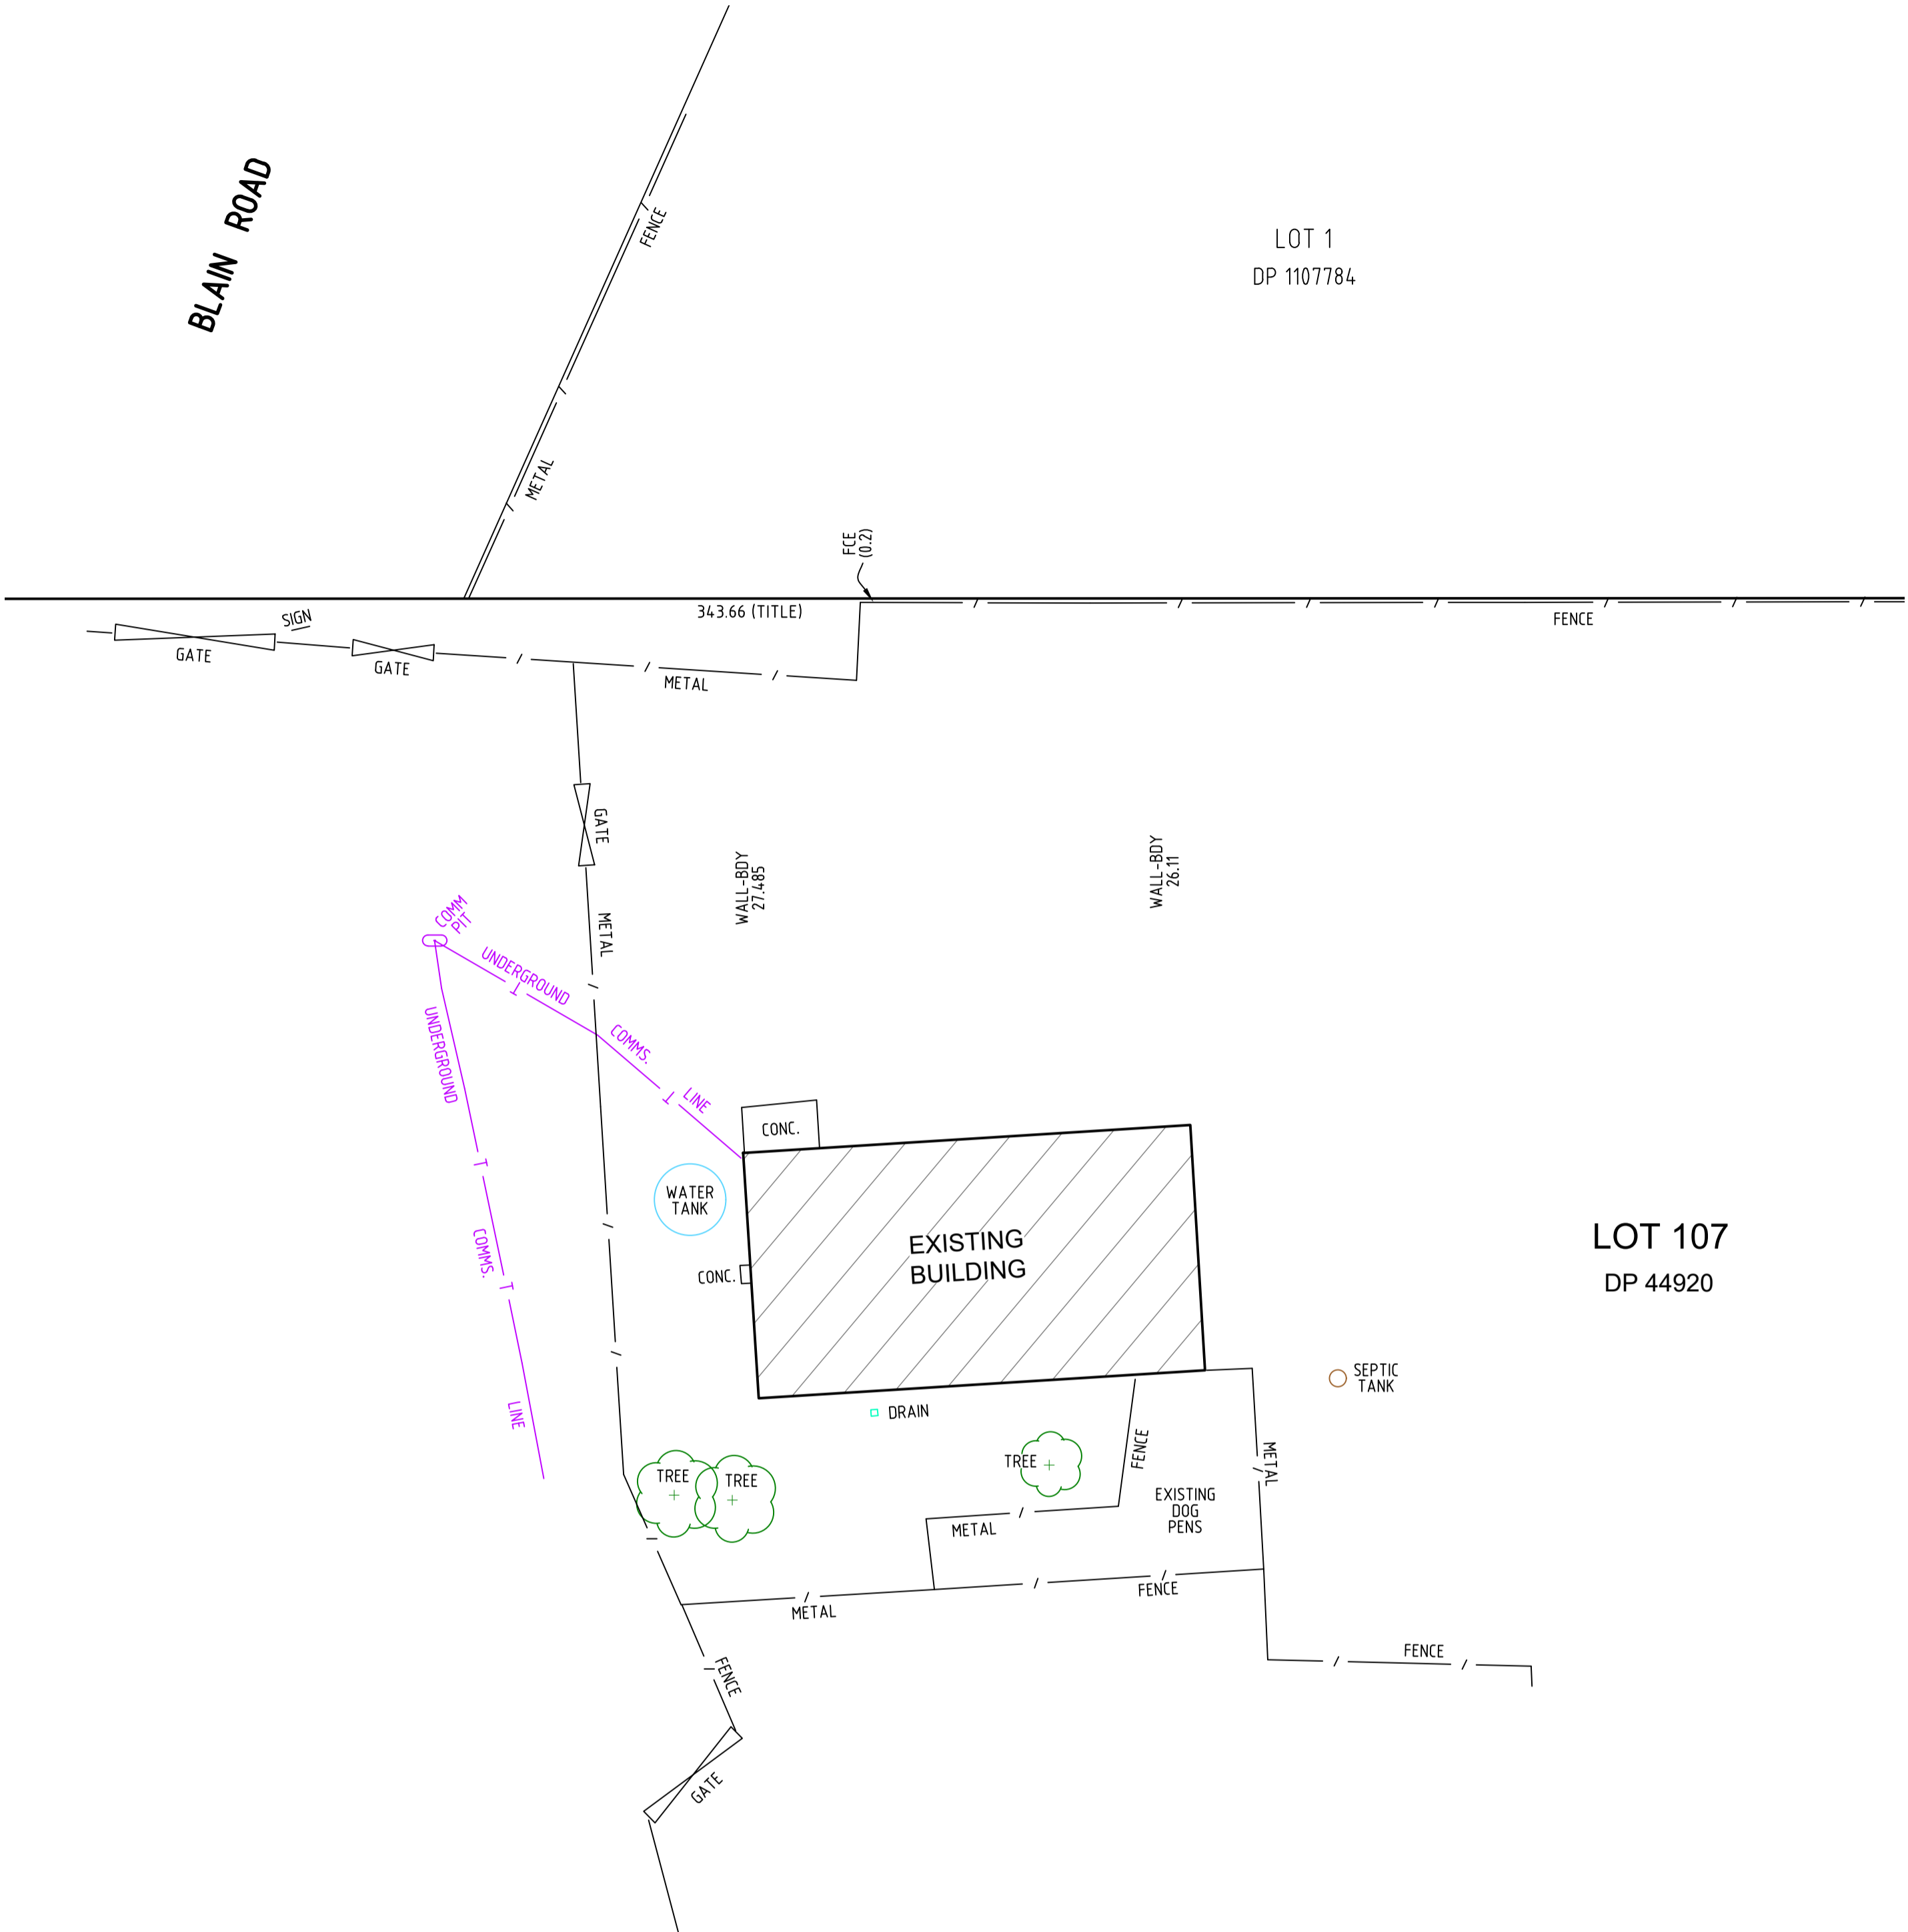 BLAIN ROAD
FENCE
LOT 1
DP 1107784
METAL
FCE
(0.2)
SIGN
343.66 (TITLE)
FENCE
GATE
GATE
METAL
GATE
WALL-BDY
27.485
WALL-BDY
26.11
METAL
COMM
PIT
UNDERGROUND
COMMS.
LINE
UNDERGROUND
COMMS.
LINE
CONC.
WATER
TANK
CONC.
EXISTING
BUILDING
LOT 107
DP 44920
SEPTIC
TANK
DRAIN
TREE
TREE
TREE
FENCE
METAL
EXISTING
DOG
PENS
METAL
METAL
FENCE
FENCE
FENCE
GATE
T
T
T
T